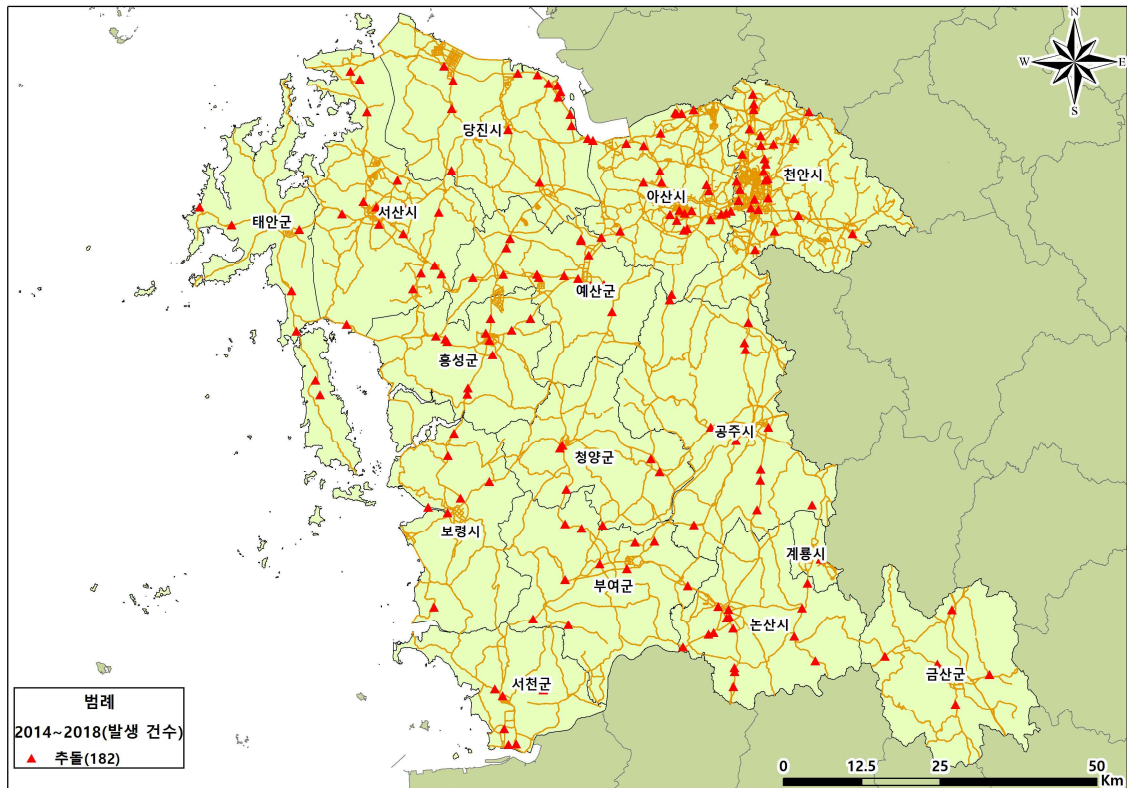 N
W E
S
당진시
천안시
아산시
태안군
서산시
예산군
홍성군
공주시
청양군
보령시
계룡시
부여군
논산시
금산군
서천군
범례
2014~2018(발생 건수)
추돌(182)
0 12.5 25 50
Km